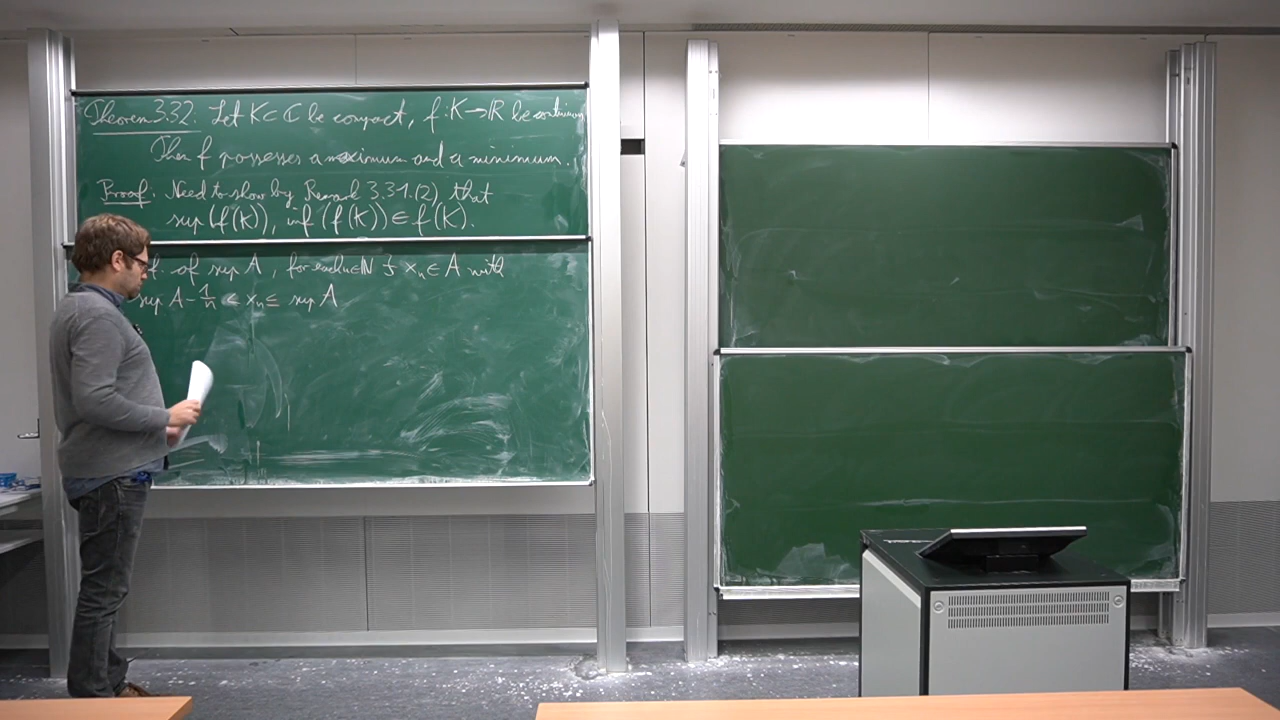 Theorem 3.32. Let K ⊂ ℂ be compact, f: K → ℝ be continuous
Then f possesses a maximum and a minimum.
Proof: Need to show by Remark 3.31.(2) that
sup (f(K)), inf (f(K)) ∈ f(K).
f. of sup A, for each n∈ℕ ∃ xₙ ∈ A with
sup A - 1/n ≤ xₙ ≤ sup A